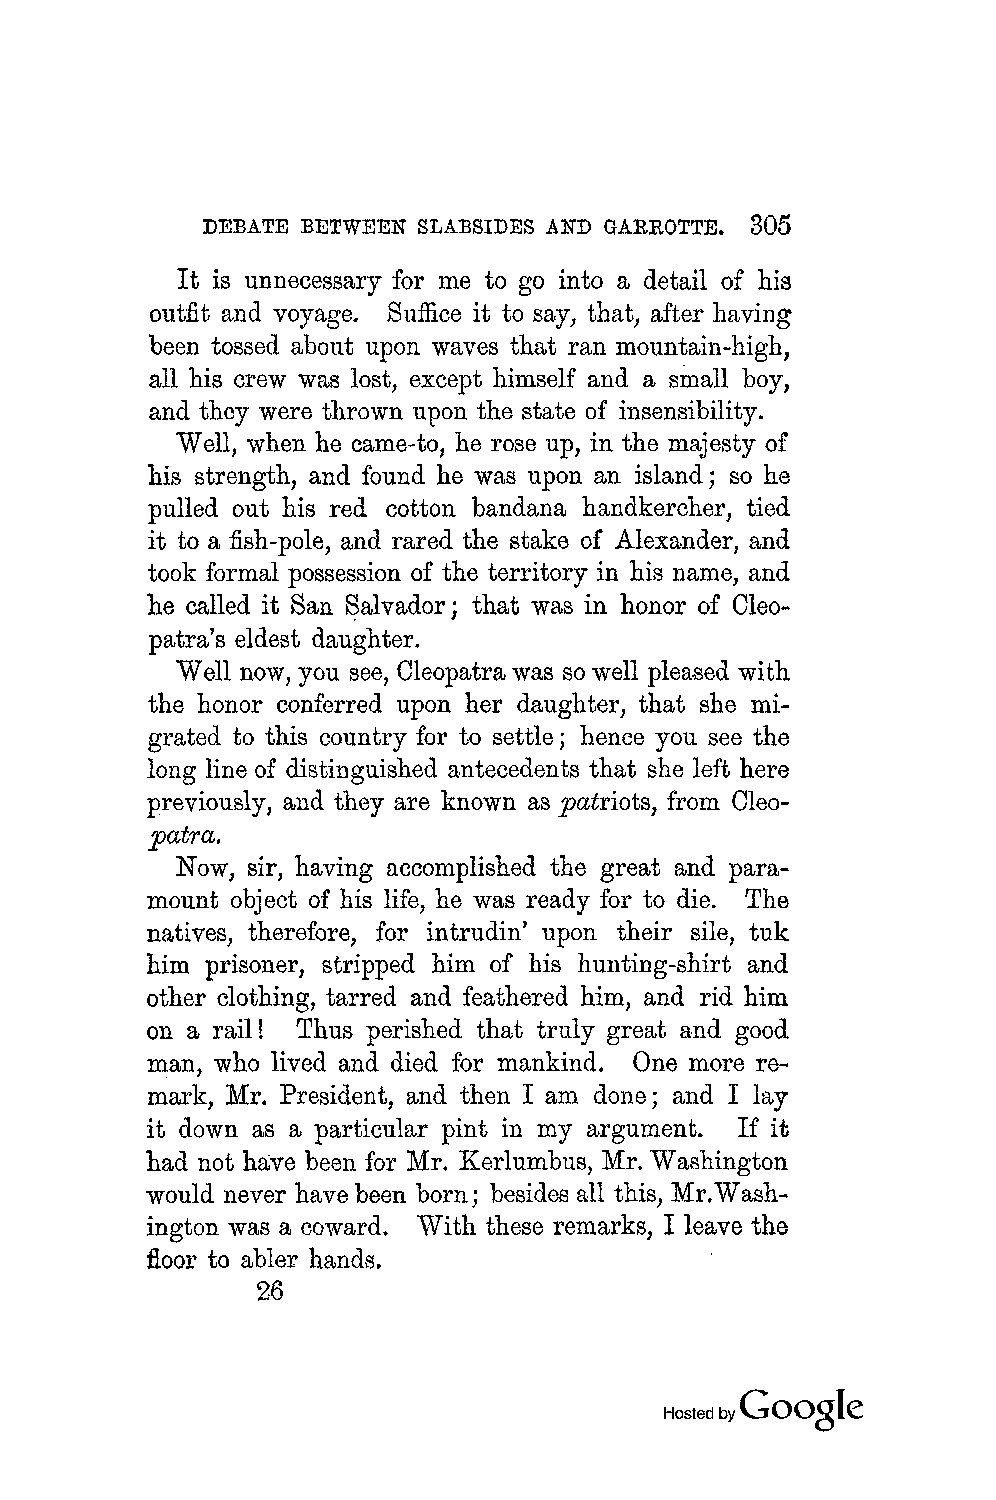 DEBATE BETWEEN SLABSIDES AND GARROTTE. 305
It is unnecessary for me to go into a detail of his
outfit and voyage. Suffice it to say, that, after having
been tossed about upon waves that ran mountain-high,
all his crew was lost, except himself and a small boy,
and they were thrown upon the state of insensibility.
Well, when he came-to, he rose up, in the majesty of
his strength, and found he was upon an island; so he
pulled out his red cotton bandana handkercher, tied
it to a fish-pole, and rared the stake of Alexander, and
took formal possession of the territory in his name, and
he called it San Salvador; that was in honor of Cleo-
patra's eldest daughter.
Well now, you see, Cleopatra was so well pleased with
the honor conferred upon her daughter, that she mi-
grated to this country for to settle; hence you see the
long line of distinguished antecedents that she left here
previously, and they are known as patriots, from Cleo-
patra.
Now, sir, having accomplished the great and para-
mount object of his life, he was ready for to die. The
natives, therefore, for intrudin' upon their sile, tuk
him prisoner, stripped him of his hunting-shirt and
other clothing, tarred and feathered him, and rid him
on a rail! Thus perished that truly great and good
man, who lived and died for mankind. One more re-
mark, Mr. President, and then I am done; and I lay
it down as a particular pint in my argument. If it
had not have been for Mr. Kerlumbus, Mr. Washington
would never have been born; besides all this, Mr. Wash-
ington was a coward. With these remarks, I leave the
floor to abler hands.
26
Hosted by Google